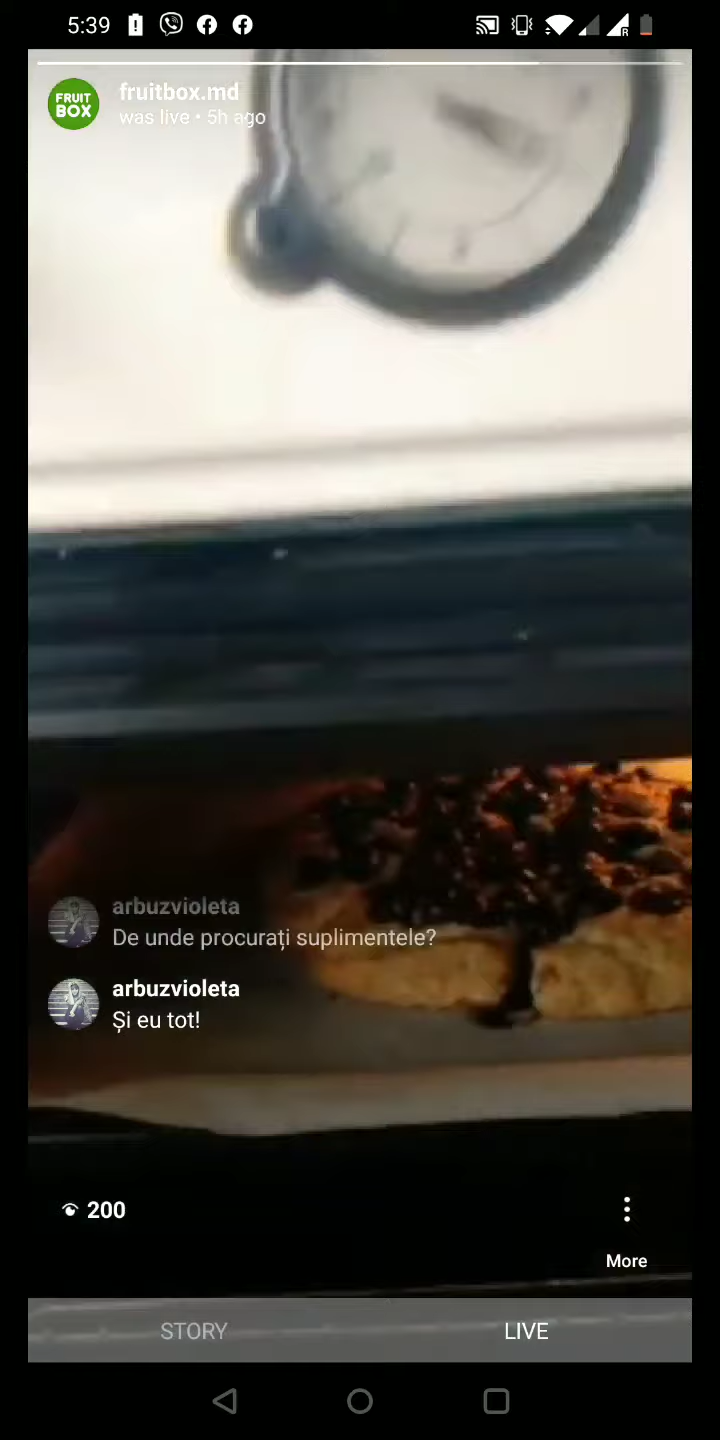 5:39
R
FRUIT
BOX
fruitbox.md
was live • 5h ago
arbuzvioleta
De unde procurați suplimentele?
arbuzvioleta
Și eu tot!
200
More
STORY
LIVE